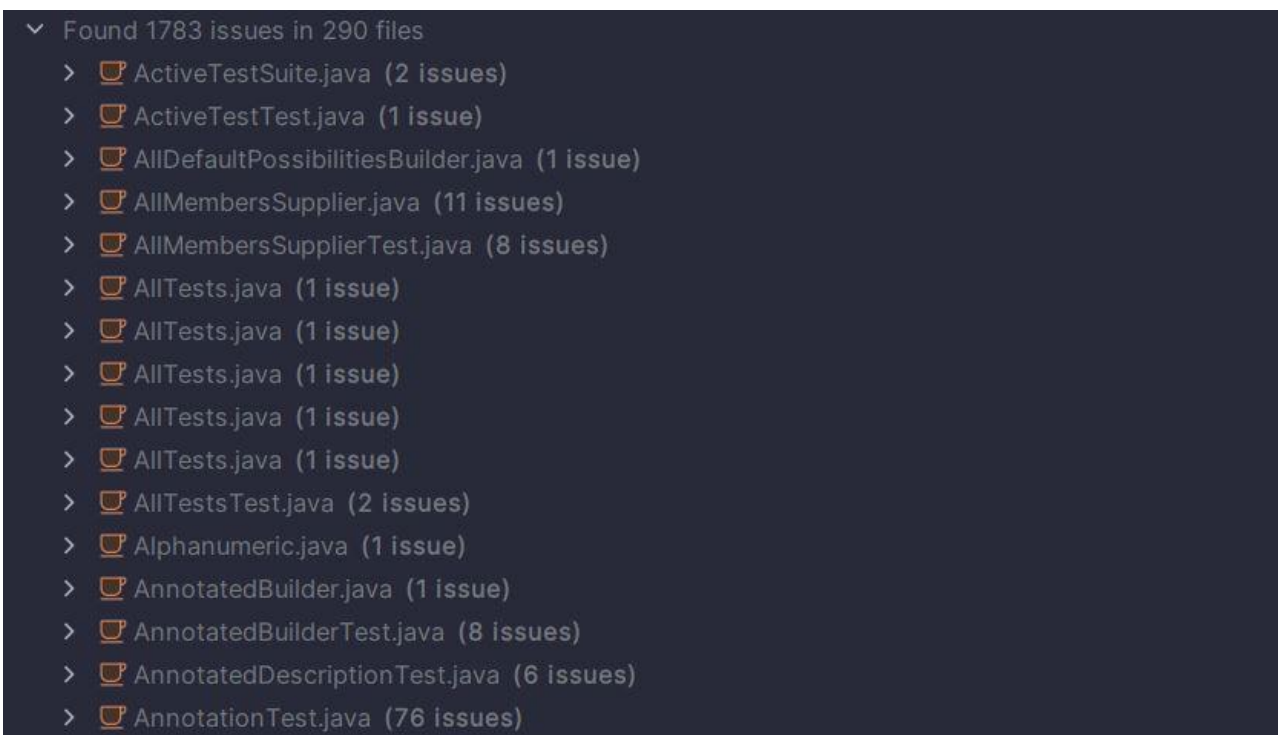 Found 1783 issues in 290 files
ActiveTestSuite.java (2 issues)
ActiveTestTest.java (1 issue)
AllDefaultPossibilitiesBuilder.java (1 issue)
AllMembersSupplier.java (11 issues)
AllMembersSupplierTest.java (8 issues)
AllTests.java (1 issue)
AllTests.java (1 issue)
AllTests.java (1 issue)
AllTests.java (1 issue)
AllTests.java (1 issue)
AllTestsTest.java (2 issues)
Alphanumeric.java (1 issue)
AnnotatedBuilder.java (1 issue)
AnnotatedBuilderTest.java (8 issues)
AnnotatedDescriptionTest.java (6 issues)
AnnotationTest.java (76 issues)